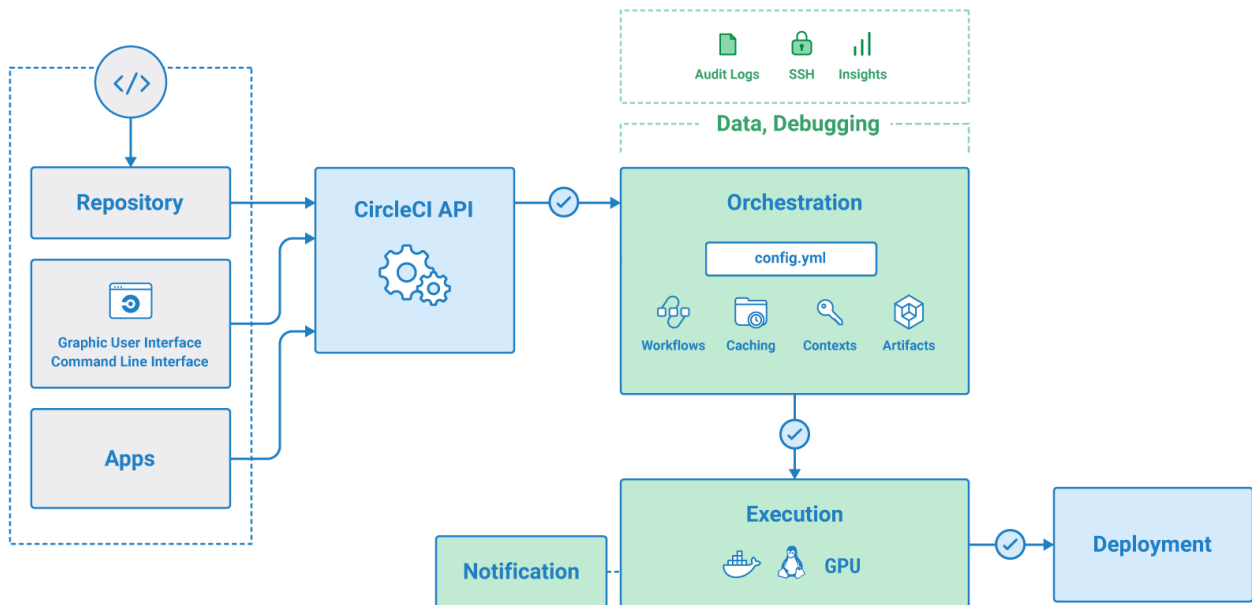 Audit Logs
SSH
Insights
Data, Debugging
</>
Repository
Graphic User Interface
Command Line Interface
Apps
CircleCI API
Orchestration
config.yml
Workflows
Caching
Contexts
Artifacts
Execution
GPU
Notification
Deployment